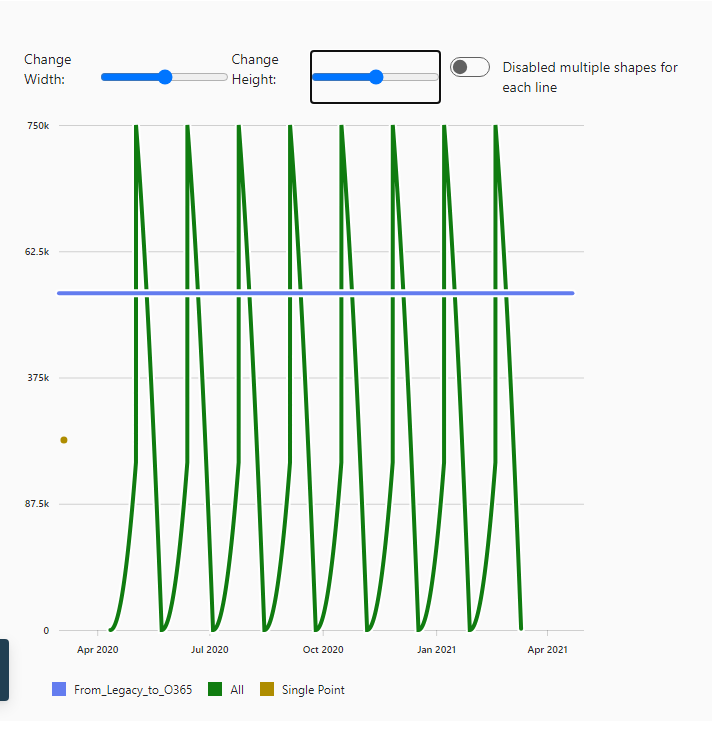 Change
Width:
Change
Height:
Disabled multiple shapes for
each line
750k
62.5k
375k
87.5k
0
Apr 2020
Jul 2020
Oct 2020
Jan 2021
Apr 2021
From_Legacy_to_O365
All
Single Point